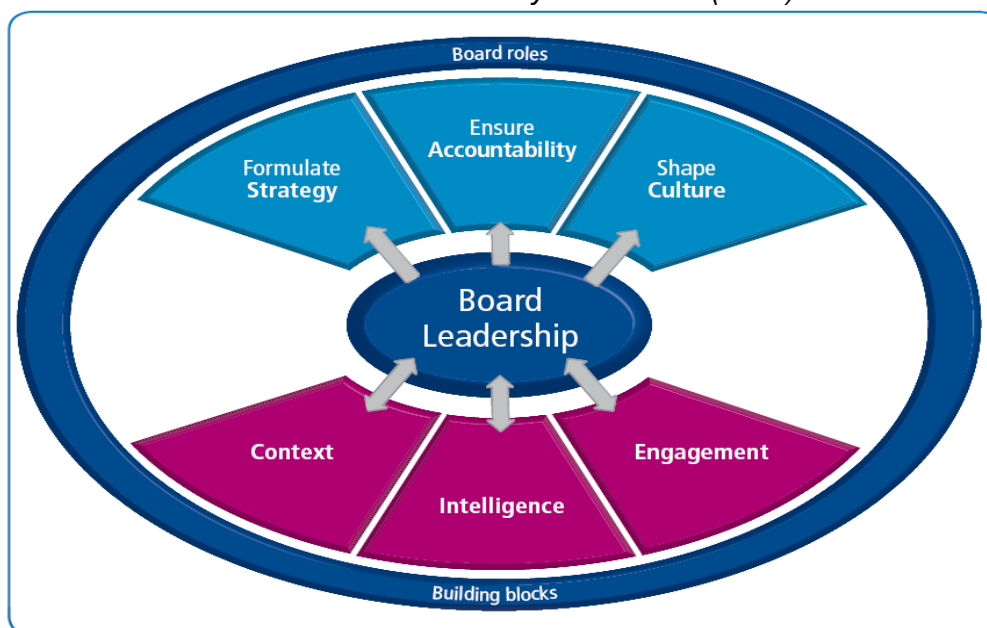 Board roles
Formulate
Strategy
Ensure
Accountability
Shape
Culture
Board
Leadership
Context
Intelligence
Engagement
Building blocks